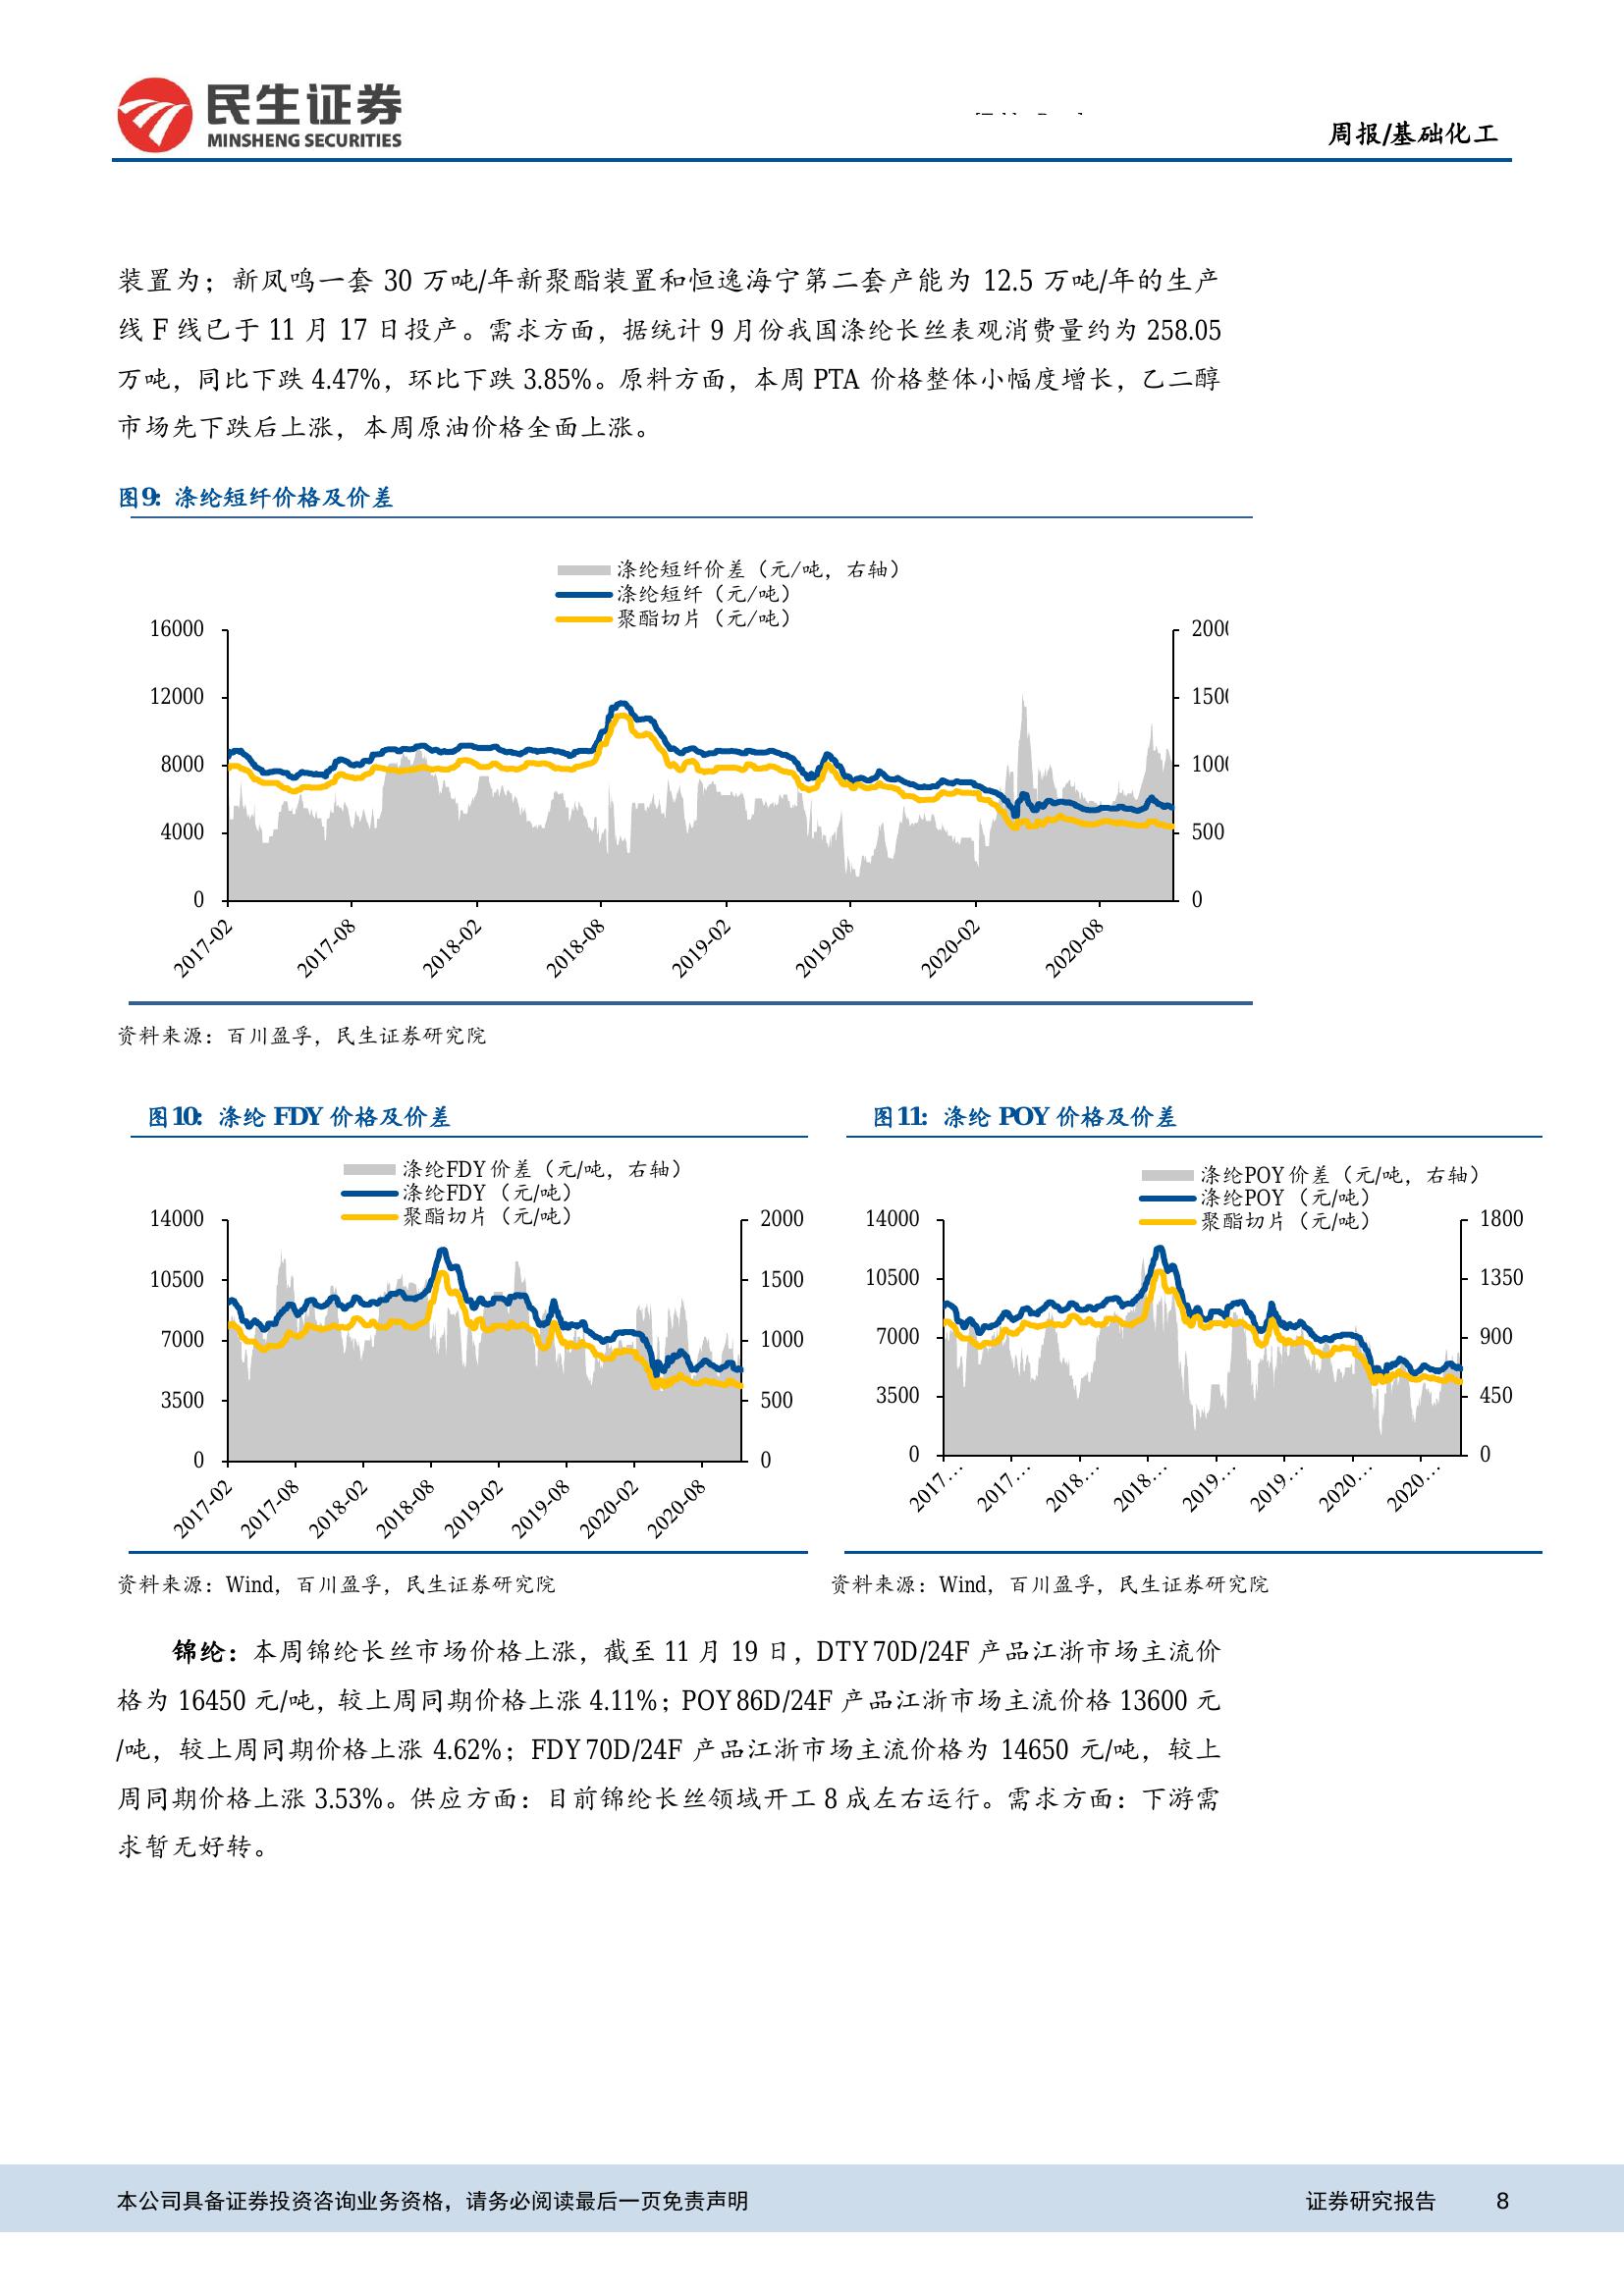 民生证券
MINSHENG SECURITIES
周报/基础化工
装置为；新凤鸣一套 30 万吨/年新聚酯装置和恒逸海宁第二套产能为 12.5 万吨/年的生产
线 F 线已于 11 月 17 日投产。需求方面，据统计 9 月份我国涤纶长丝表观消费量约为 258.05
万吨，同比下跌 4.47%，环比下跌 3.85%。原料方面，本周 PTA 价格整体小幅度增长，乙二醇
市场先下跌后上涨，本周原油价格全面上涨。
图9：涤纶短纤价格及价差
涤纶短纤价差（元/吨，右轴）
涤纶短纤（元/吨）
聚酯切片（元/吨）
16000
12000
8000
4000
0
2000
1500
1000
500
0
2017-02
2017-08
2018-02
2018-08
2019-02
2019-08
2020-02
2020-08
资料来源：百川盈孚，民生证券研究院
图10：涤纶 FDY 价格及价差
涤纶FDY 价差（元/吨，右轴）
涤纶FDY（元/吨）
聚酯切片（元/吨）
14000
10500
7000
3500
0
2000
1500
1000
500
0
2017-02
2017-08
2018-02
2018-08
2019-02
2019-08
2020-02
2020-08
资料来源：Wind，百川盈孚，民生证券研究院
图11：涤纶 POY 价格及价差
涤纶POY 价差（元/吨，右轴）
涤纶POY（元/吨）
聚酯切片（元/吨）
14000
10500
7000
3500
0
1800
1350
900
450
0
2017…
2017…
2018…
2018…
2019…
2019…
2020…
2020…
资料来源：Wind，百川盈孚，民生证券研究院
锦纶：本周锦纶长丝市场价格上涨，截至 11 月 19 日，DTY 70D/24F 产品江浙市场主流价
格为 16450 元/吨，较上周同期价格上涨 4.11%；POY 86D/24F 产品江浙市场主流价格 13600 元
/吨，较上周同期价格上涨 4.62%；FDY 70D/24F 产品江浙市场主流价格为 14650 元/吨，较上
周同期价格上涨 3.53%。供应方面：目前锦纶长丝领域开工 8 成左右运行。需求方面：下游需
求暂无好转。
本公司具备证券投资咨询业务资格，请务必阅读最后一页免责声明
证券研究报告 8